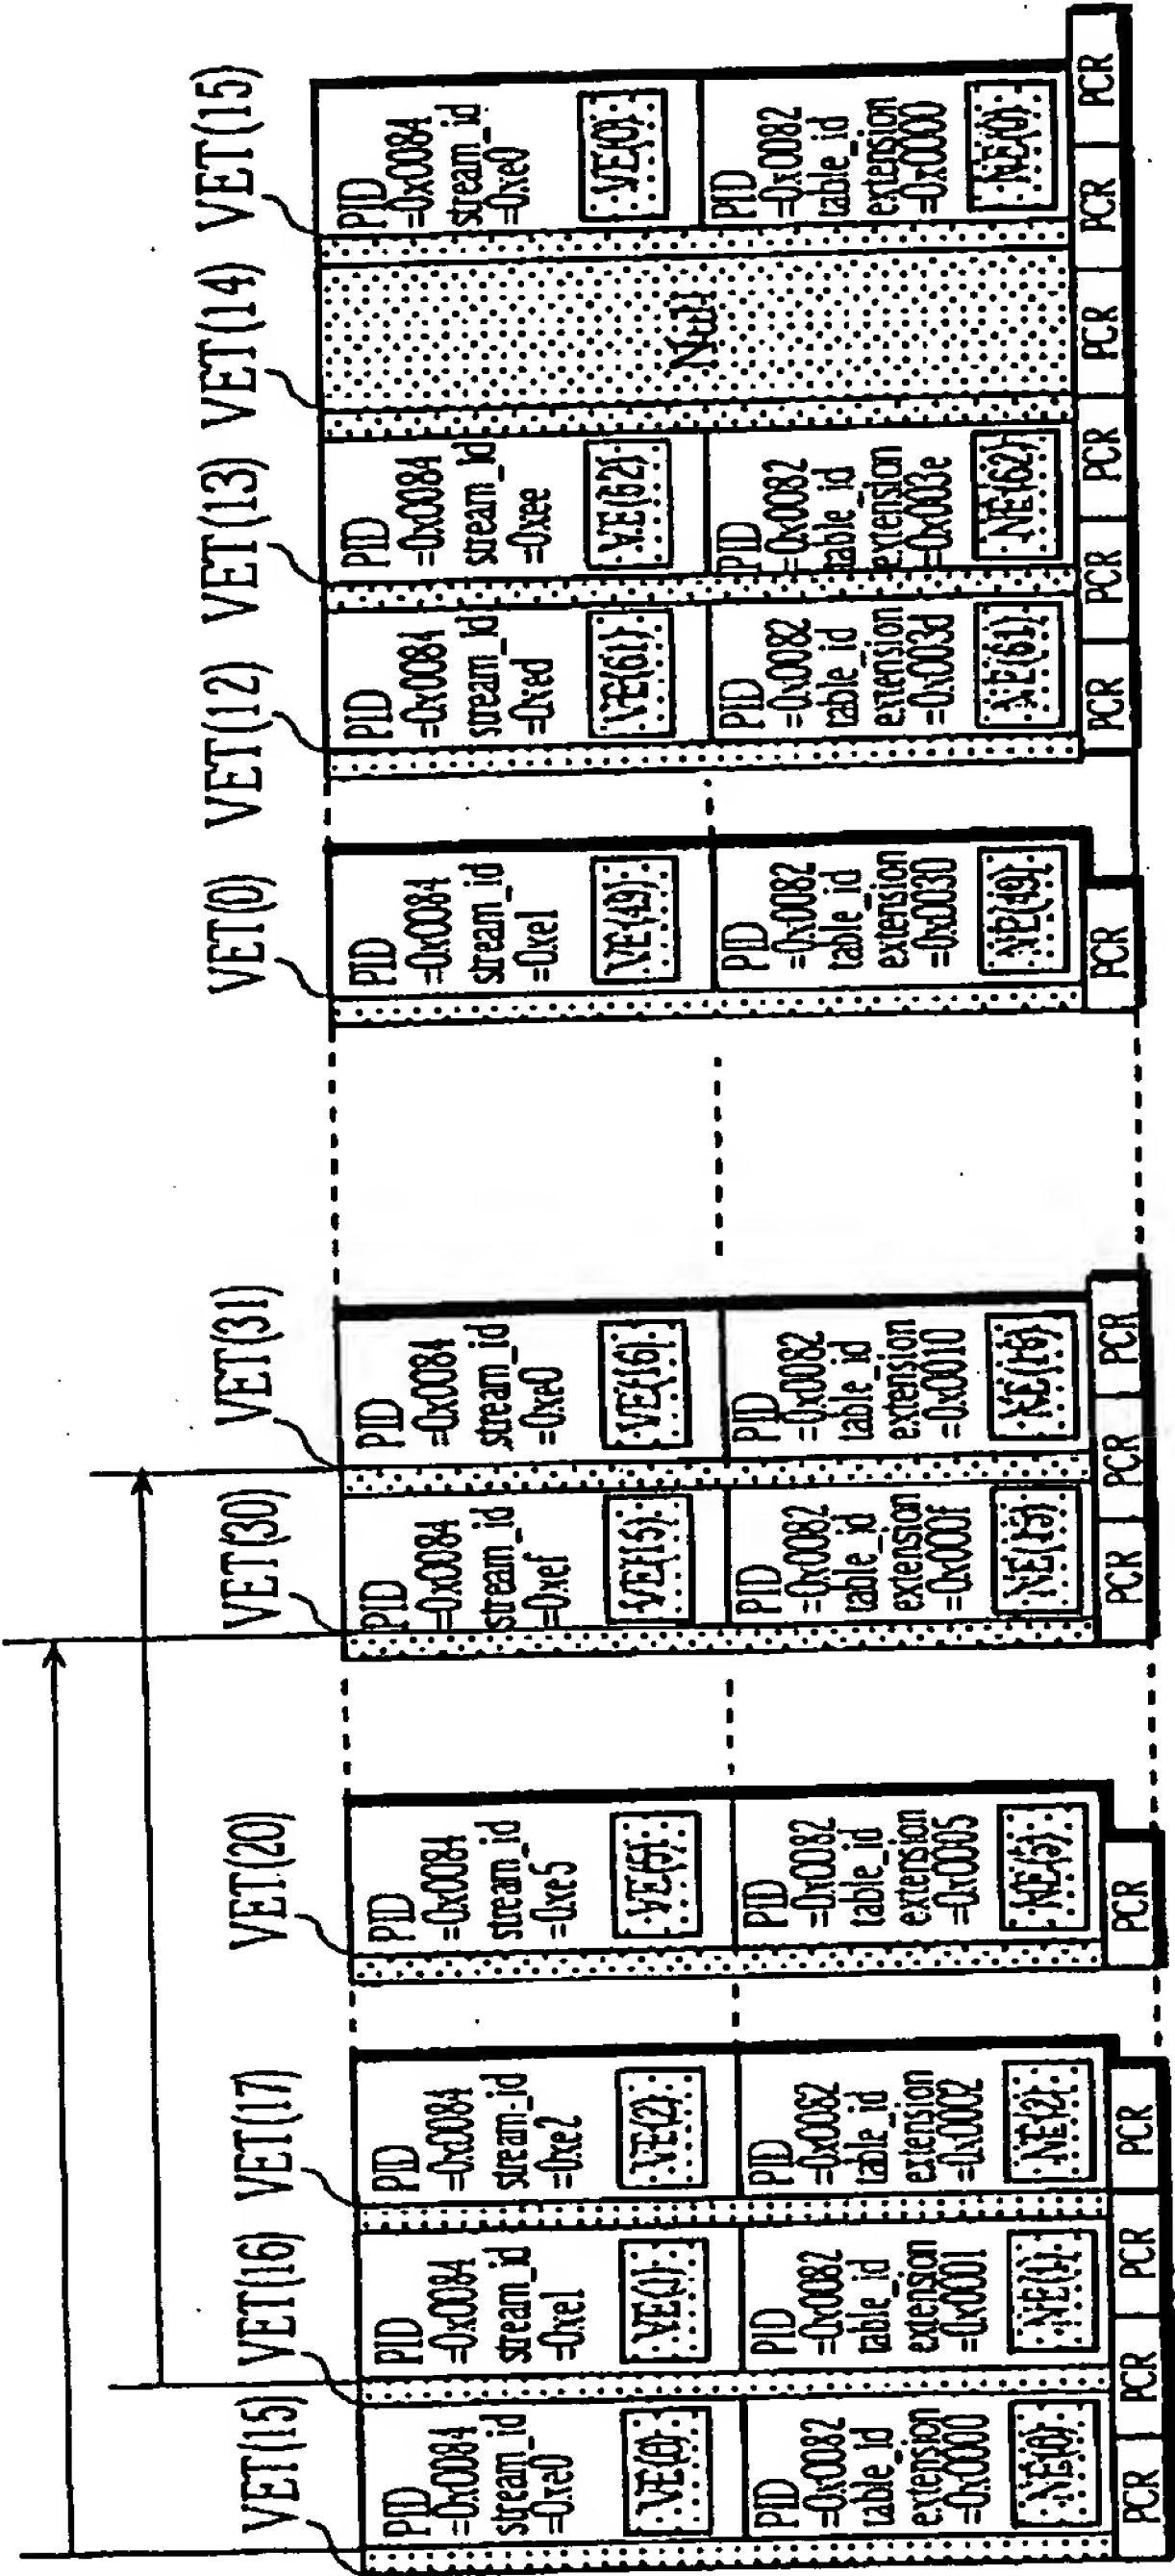 VET(15)
PID
=0x0084
stream_id
=0xe0
VE(0)
PID
=0x0082
table_id
extension
=0x0000
NE(0)
VET(16)
PID
=0x0084
stream_id
=0xe1
VE(1)
PID
=0x0082
table_id
extension
=0x0001
NE(1)
VET(17)
PID
=0x0084
stream-id
=0xe2
VE(2)
PID
=0x0082
table_id
extension
=0x0002
NE(2)
PCR PCR PCR PCR
VET(20)
PID
=0x0084
stream_id
=0xe5
VE(5)
PID
=0x0082
table_id
extension
=0x0005
NE(5)
PCR
VET(30)
PID
=0x0084
stream_id
=0xef
VE(15)
PID
=0x0082
table_id
extension
=0x000f
NE(15)
VET(31)
PID
=0x0084
stream_id
=0xe0
VE(16)
PID
=0x0082
table_id
extension
=0x0010
NE(16)
PCR PCR PCR
VET(0)
PID
=0x0084
stream_id
=0xe1
VE(49)
PID
=0x0082
table_id
extension
=0x0030
NE(49)
PCR
VET(12)
PID
=0x0084
stream_id
=0xed
VE(61)
PID
=0x0082
table_id
extension
=0x003d
NE(61)
VET(13)
PID
=0x0084
stream_id
=0xee
VE(62)
PID
=0x0082
table_id
extension
=0x003e
NE(62)
VET(14)
Null
VET(15)
PID
=0x0084
stream_id
=0xe0
VE(0)
PID
=0x0082
table_id
extension
=0x0000
NE(0)
PCR PCR PCR PCR PCR PCR